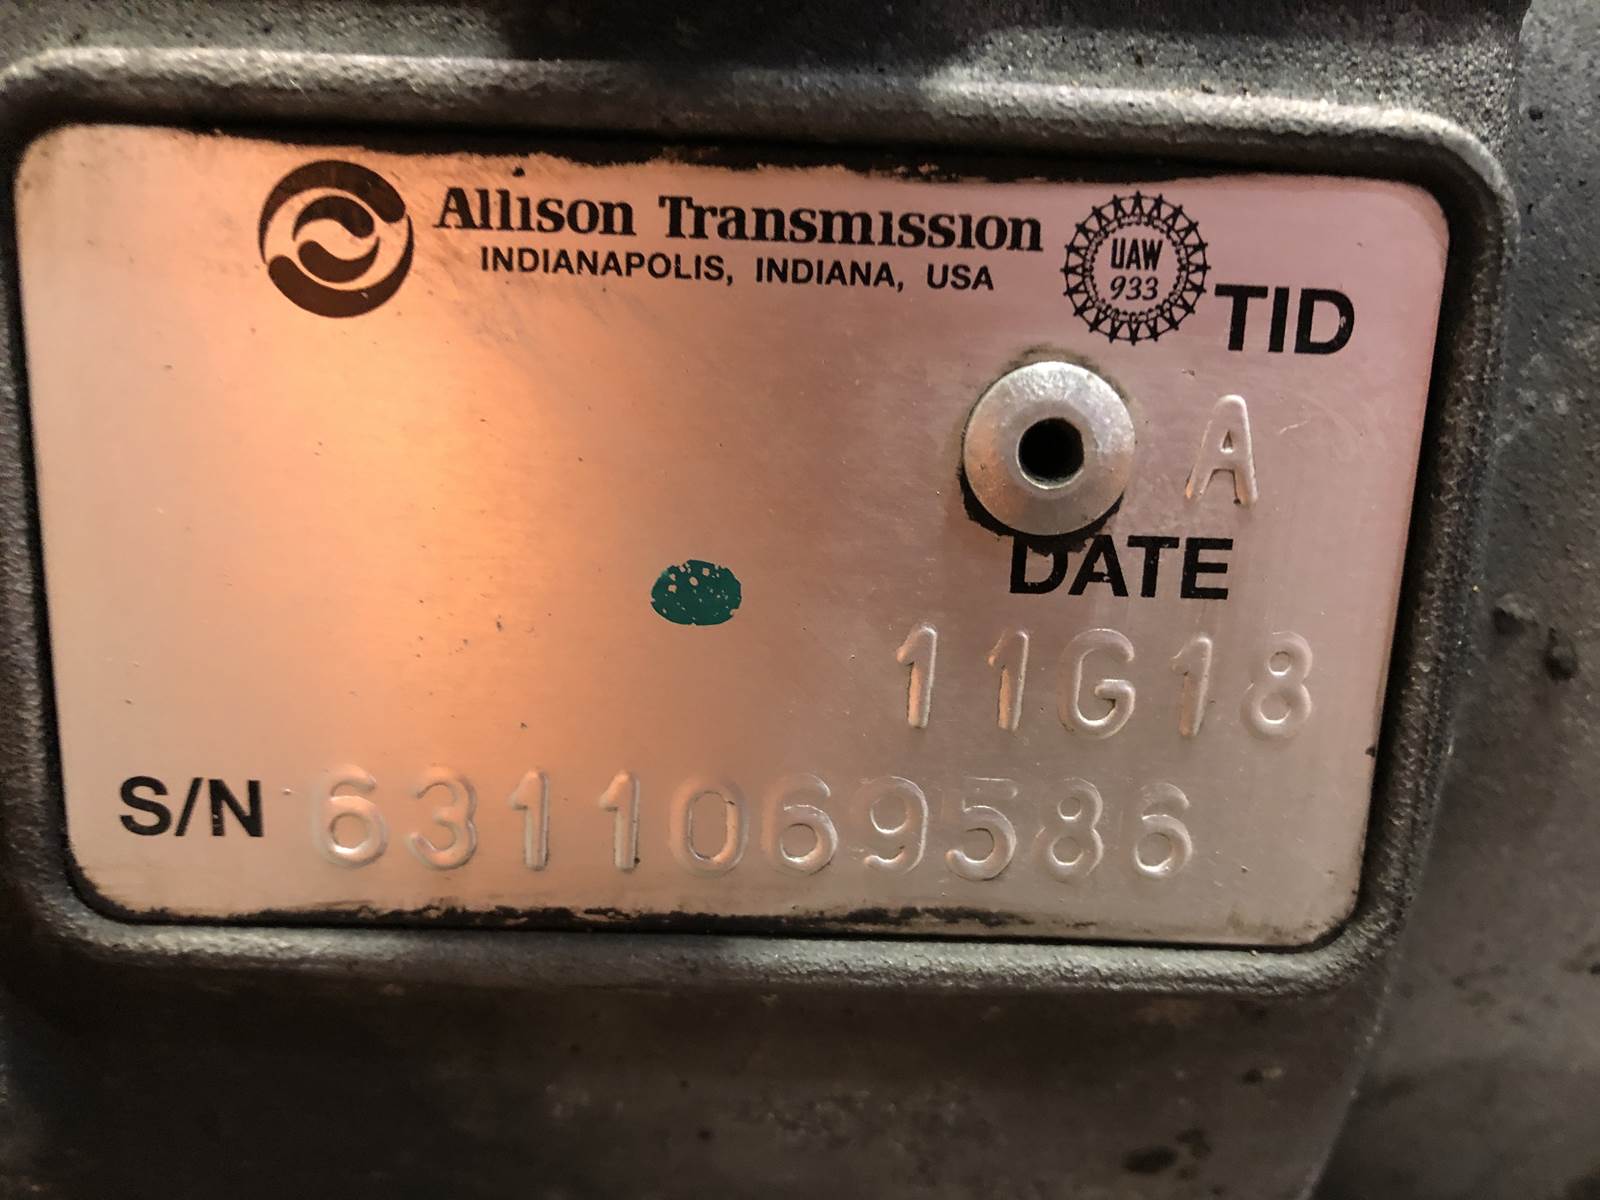 Allison Transmission
INDIANAPOLIS, INDIANA, USA
UAW
933
TID
A
DATE
11G18
S/N 6311069586